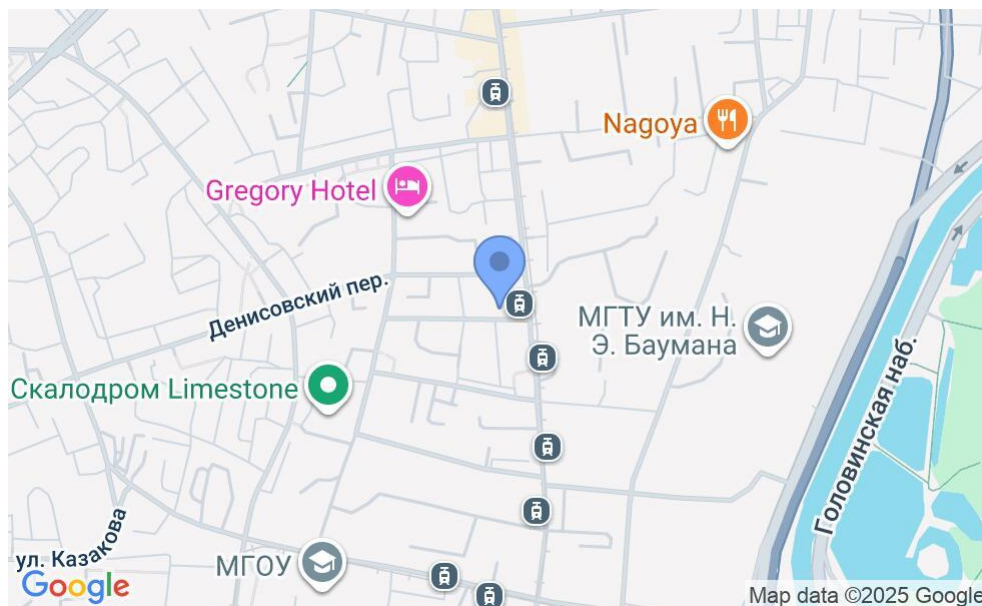 Nagoya
Gregory Hotel
Денисовский пер.
МГТУ им. Н.
Э. Баумана
Скалодром Limestone
Головинская наб.
ул. Казакова
МГОУ
Google
Map data ©2025 Google